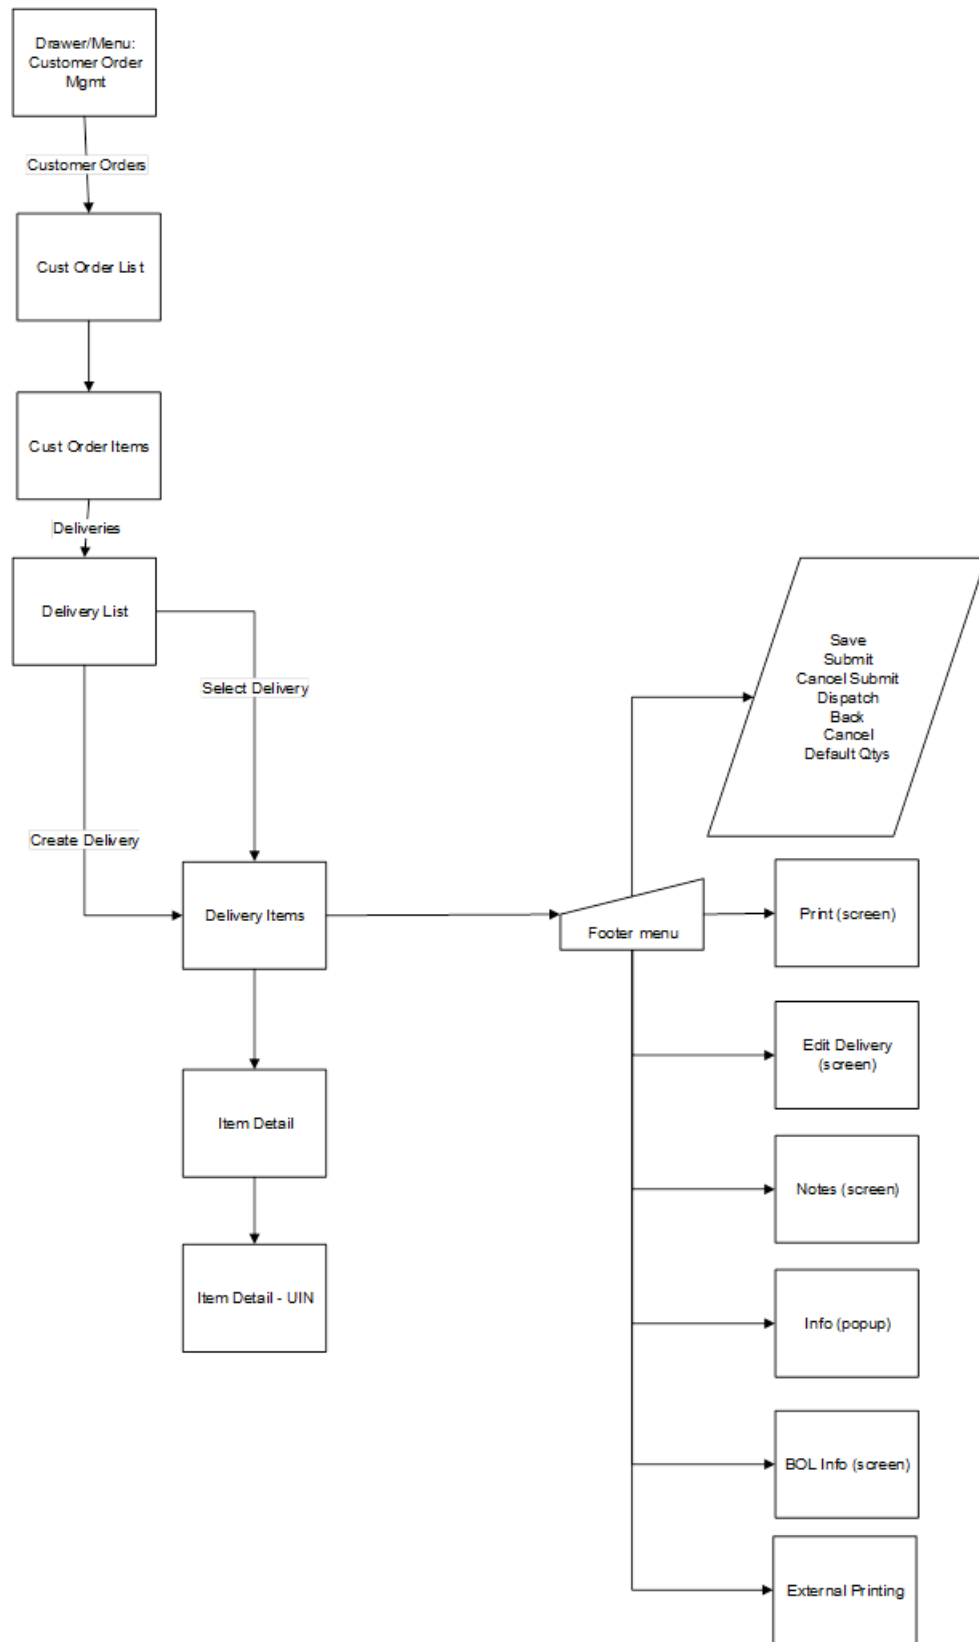 Drawer/Menu:
Customer Order
Mgmt
Customer Orders
Cust Order List
Cust Order Items
Deliveries
Delivery List
Select Delivery
Create Delivery
Delivery Items
Item Detail
Item Detail - UIN
Footer menu
Save
Submit
Cancel Submit
Dispatch
Back
Cancel
Default Qtys
Print (screen)
Edit Delivery
(screen)
Notes (screen)
Info (popup)
BOL Info (screen)
External Printing